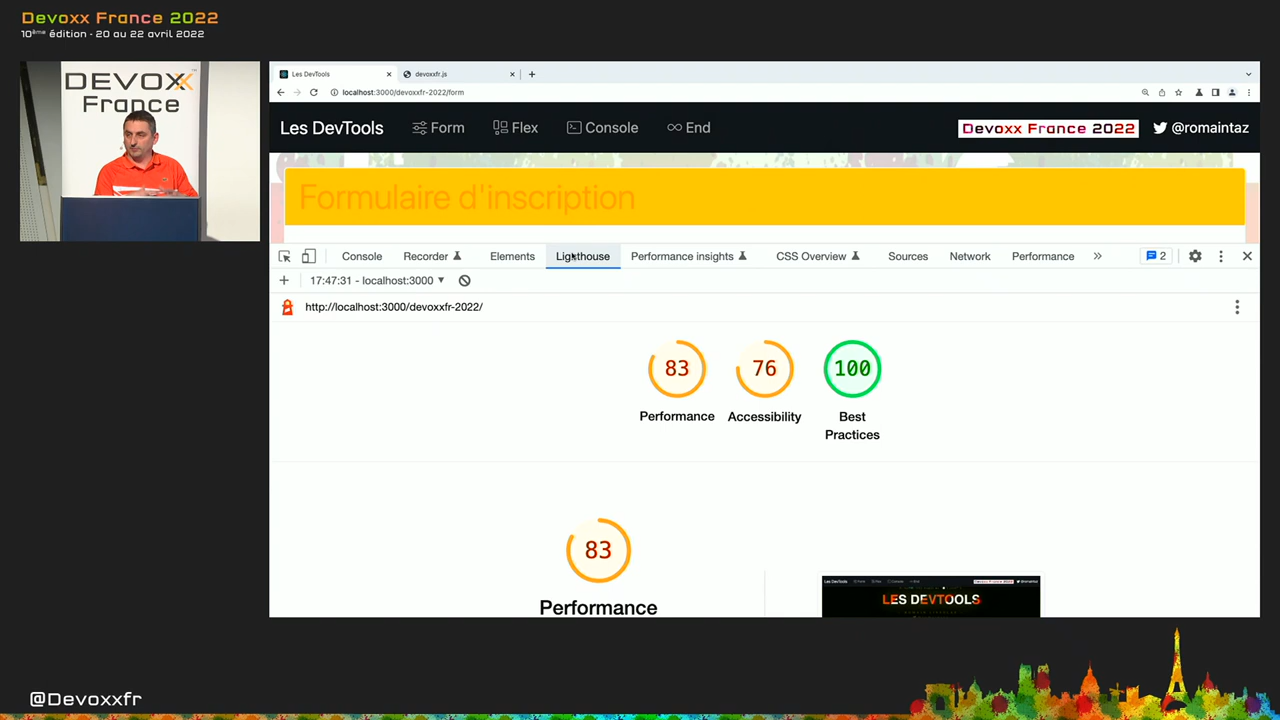 Devoxx France 2022
10ème édition - 20 au 22 avril 2022
DEVOXX™
France
Les DevTools
devoxxfr.js
localhost:3000/devoxxfr-2022/form
Les DevTools
Form
Flex
Console
End
Devoxx France 2022
@romaintaz
Formulaire d'inscription
Console
Recorder
Elements
Lighthouse
Performance insights
CSS Overview
Sources
Network
Performance
»
2
17:47:31 - localhost:3000
http://localhost:3000/devoxxfr-2022/
83
76
100
Performance
Accessibility
Best
Practices
83
Performance
Les DevTools
LES DEVTOOLS
@Devoxxfr